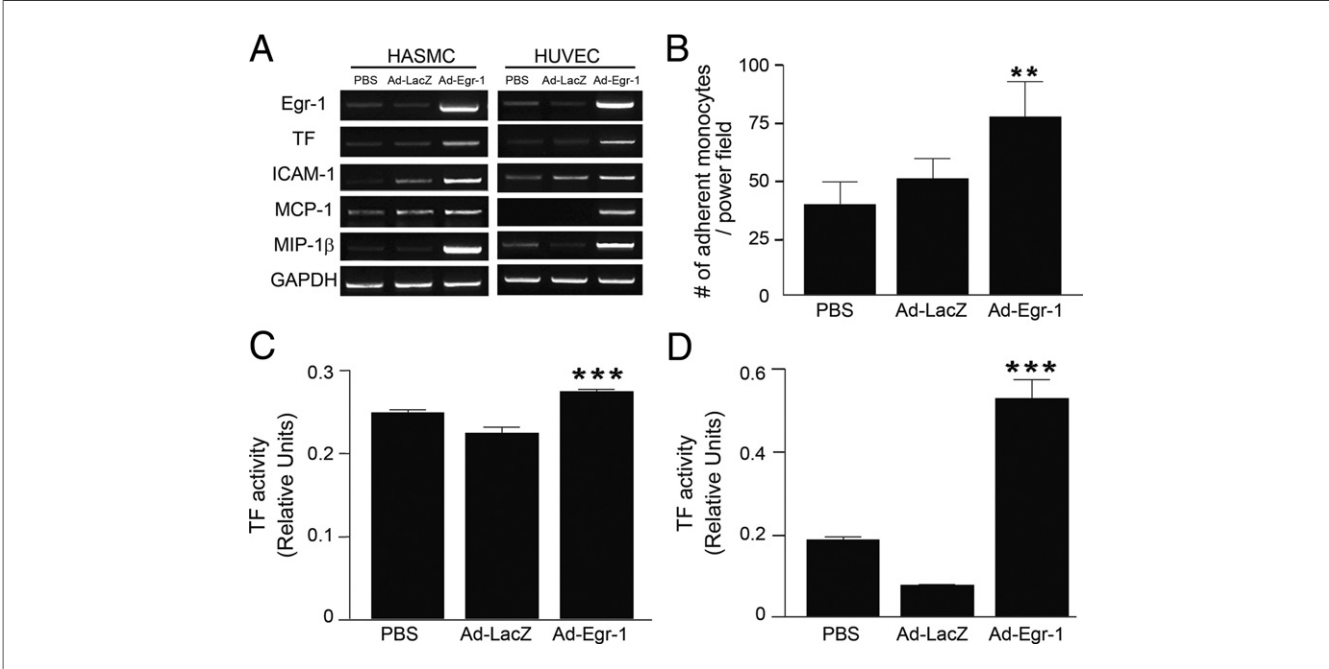 A
HASMC HUVEC
PBS Ad-LacZ Ad-Egr-1 PBS Ad-LacZ Ad-Egr-1
Egr-1
TF
ICAM-1
MCP-1
MIP-1β
GAPDH
B
# of adherent monocytes
/ power field
100
75
50
25
0
**
PBS Ad-LacZ Ad-Egr-1
C
TF activity
(Relative Units)
0.3
0.2
0.1
0
***
PBS Ad-LacZ Ad-Egr-1
D
TF activity
(Relative Units)
0.6
0.4
0.2
0
***
PBS Ad-LacZ Ad-Egr-1